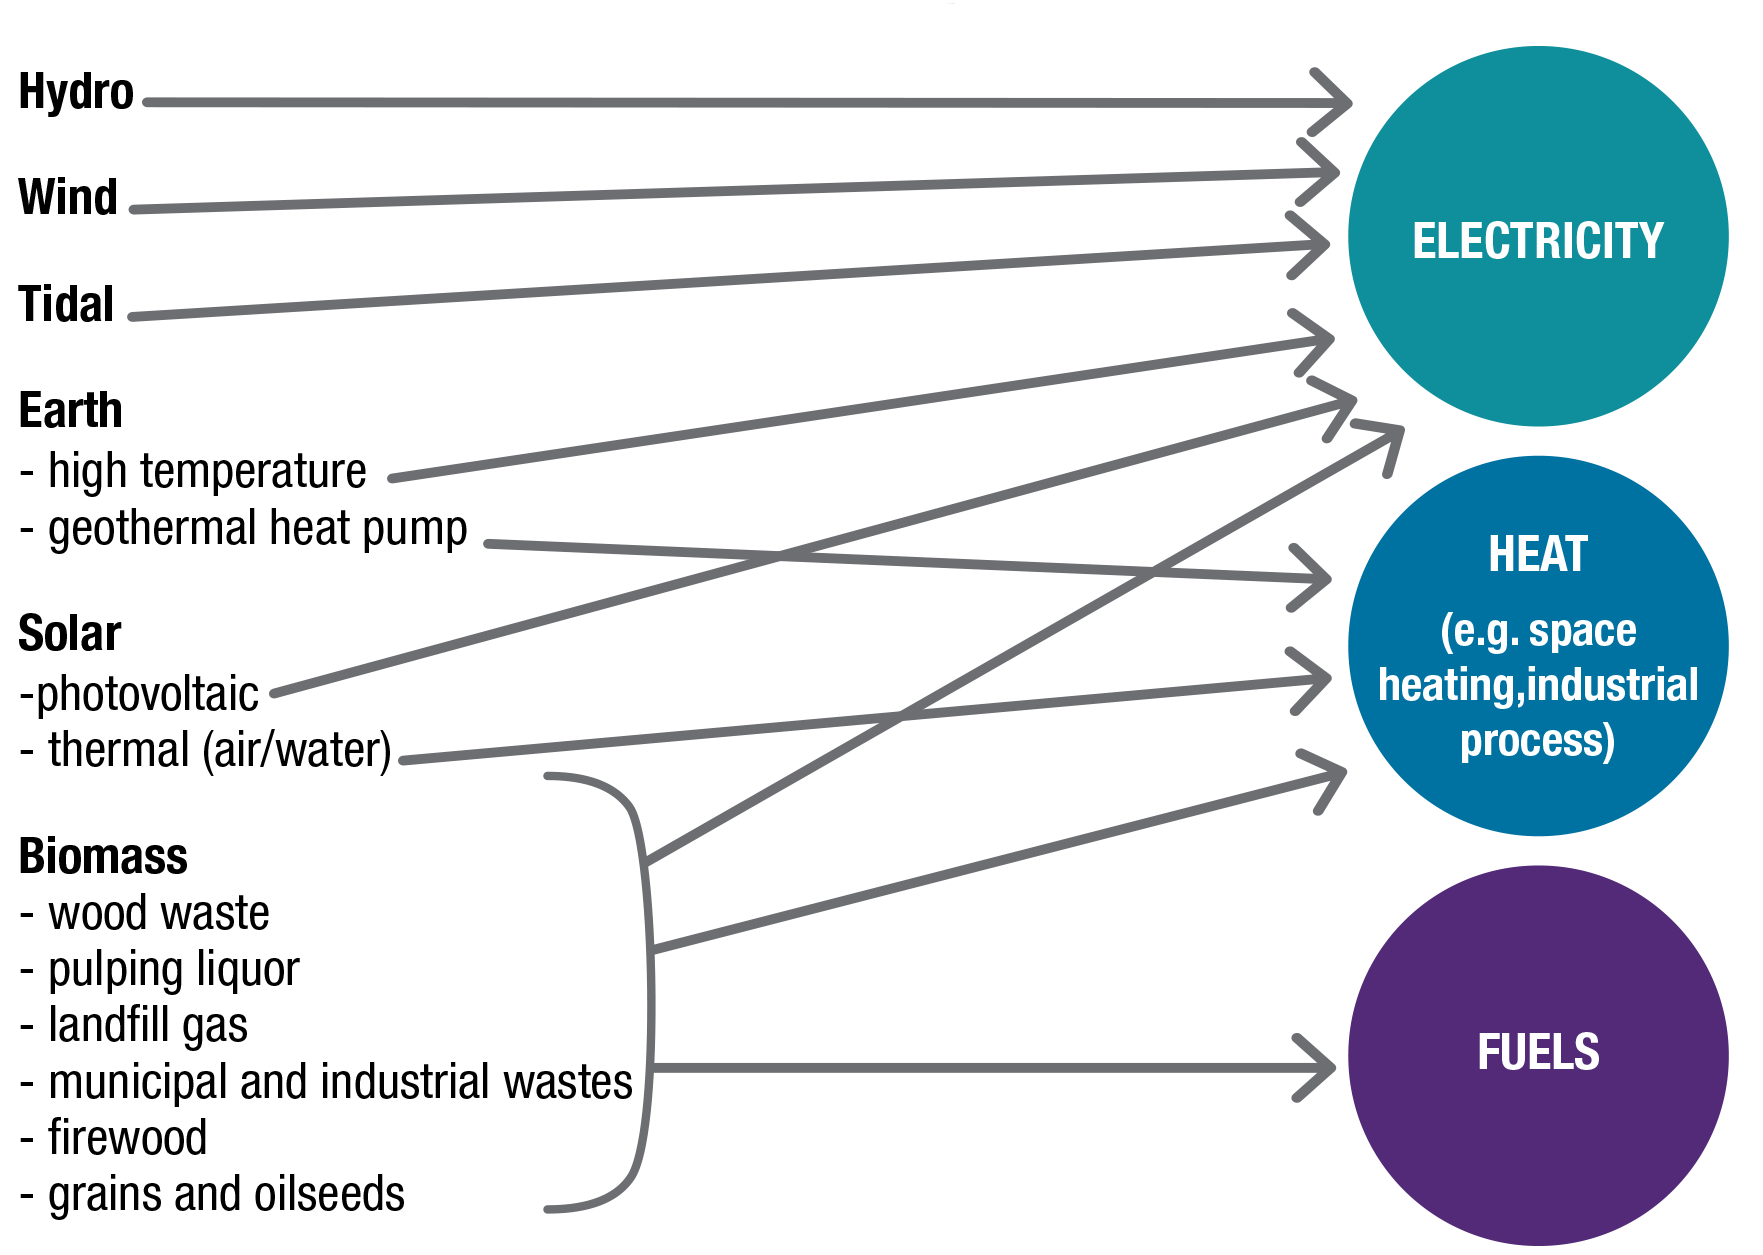 Hydro
Wind
Tidal
Earth
- high temperature
- geothermal heat pump
Solar
-photovoltaic
- thermal (air/water)
Biomass
- wood waste
- pulping liquor
- landfill gas
- municipal and industrial wastes
- firewood
- grains and oilseeds
ELECTRICITY
HEAT
(e.g. space
heating,industrial
process)
FUELS